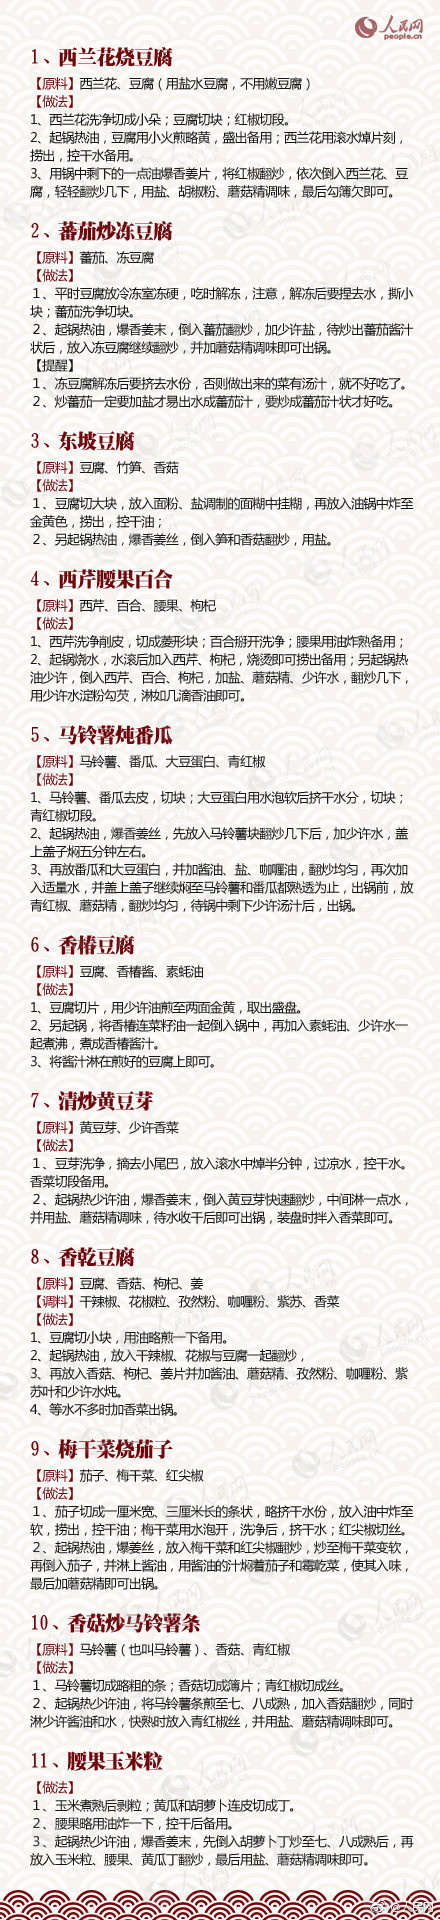 人民网
people.cn
1、西兰花烧豆腐
【原料】西兰花、豆腐（用盐水豆腐，不用嫩豆腐）
【做法】
1、西兰花洗净切成小朵；豆腐切块；红椒切段。
2、起锅热油，豆腐用小火煎略黄，盛出备用；西兰花用滚水焯片刻，
捞出，控干水备用。
3、用锅中剩下的一点油爆香姜片，将红椒翻炒，依次倒入西兰花、豆
腐，轻轻翻炒几下，用盐、胡椒粉、蘑菇精调味，最后勾薄欠即可。
2、蕃茄炒冻豆腐
【原料】蕃茄、冻豆腐
【做法】
1、平时豆腐放冷冻室冻硬，吃时解冻，注意，解冻后要捏去水，撕小
块；蕃茄洗净切块。
2、起锅热油，爆香姜末，倒入蕃茄翻炒，加少许盐，待炒出蕃茄酱汁
状后，放入冻豆腐继续翻炒，并加蘑菇精调味即可出锅。
【提醒】
1、冻豆腐解冻后要挤去水份，否则做出来的菜有汤汁，就不好吃了。
2、炒蕃茄一定要加盐才易出水成蕃茄汁，要炒成蕃茄汁状才好吃。
3、东坡豆腐
【原料】豆腐、竹笋、香菇
【做法】
1、豆腐切大块，放入面粉、盐调制的面糊中挂糊，再放入油锅中炸至
金黄色，捞出，控干油；
2、另起锅热油，爆香姜丝，倒入笋和香菇翻炒，用盐。
4、西芹腰果百合
【原料】西芹、百合、腰果、枸杞
【做法】
1、西芹洗净削皮，切成菱形块；百合掰开洗净；腰果用油炸熟备用；
2、起锅烧水，水滚后加入西芹、枸杞，烧烫即可捞出备用；另起锅热
油少许，倒入西芹、百合、枸杞，加盐、蘑菇精、少许水，翻炒几下，
用少许水淀粉勾芡，淋如几滴香油即可。
5、马铃薯炖番瓜
【原料】马铃薯、番瓜、大豆蛋白、青红椒
【做法】
1、马铃薯、番瓜去皮，切块；大豆蛋白用水泡软后挤干水分，切块；
青红椒切段。
2、起锅热油，爆香姜丝，先放入马铃薯块翻炒几下后，加少许水，盖
上盖子焖五分钟左右。
3、再放番瓜和大豆蛋白，并加酱油、盐、咖喱油，翻炒均匀，再次加
入适量水，并盖上盖子继续焖至马铃薯和番瓜都熟透为止，出锅前，放
青红椒、蘑菇精，翻炒均匀，待锅中剩下少许汤汁后，出锅。
6、香椿豆腐
【原料】豆腐、香椿酱、素蚝油
【做法】
1、豆腐切片，用少许油煎至两面金黄，取出盛盘。
2、另起锅，将香椿连菜籽油一起倒入锅中，再加入素蚝油、少许水一
起煮沸，煮成香椿酱汁。
3、将酱汁淋在煎好的豆腐上即可。
7、清炒黄豆芽
【原料】黄豆芽、少许香菜
【做法】
1、豆芽洗净，摘去小尾巴，放入滚水中焯半分钟，过凉水，控干水。
香菜切段备用。
2、起锅热少许油，爆香姜末，倒入黄豆芽快速翻炒，中间淋一点水，
并用盐、蘑菇精调味，待水收干后即可出锅，装盘时拌入香菜即可。
8、香乾豆腐
【原料】豆腐、香菇、枸杞、姜
【调料】干辣椒、花椒粒、孜然粉、咖喱粉、紫苏、香菜
【做法】
1、豆腐切小块，用油略煎一下备用。
2、起锅热油，放入干辣椒、花椒与豆腐一起翻炒，
3、再放入香菇、枸杞、姜片并加酱油、蘑菇精、孜然粉、咖喱粉、紫
苏叶和少许水炖。
4、等水不多时加香菜出锅。
9、梅干菜烧茄子
【原料】茄子、梅干菜、红尖椒
【做法】
1、茄子切成一厘米宽、三厘米长的条状，略挤干水份，放入油中炸至
软，捞出，控干油；梅干菜用水泡开，洗净后，挤干水；红尖椒切丝。
2、起锅热油，爆姜丝，放入梅干菜和红尖椒翻炒，炒至梅干菜变软，
再倒入茄子，并淋上酱油，用酱油的汁焖着茄子和霉乾菜，使其入味，
最后加蘑菇精即可出锅。
10、香菇炒马铃薯条
【原料】马铃薯（也叫马铃薯）、香菇、青红椒
【做法】
1、马铃薯切成略粗的条；香菇切成薄片；青红椒切成丝。
2、起锅热少许油，将马铃薯条煎至七、八成熟，加入香菇翻炒，同时
淋少许酱油和水，快熟时放入青红椒丝，并用盐、蘑菇精调味即可。
11、腰果玉米粒
【做法】
1、玉米煮熟后剥粒；黄瓜和胡萝卜连皮切成丁。
2、腰果略用油炸一下，控干后备用。
3、起锅热少许油，爆香姜末，先倒入胡萝卜丁炒至七、八成熟后，再
放入玉米粒、腰果、黄瓜丁翻炒，最后用盐、蘑菇精调味即可。
@人民网